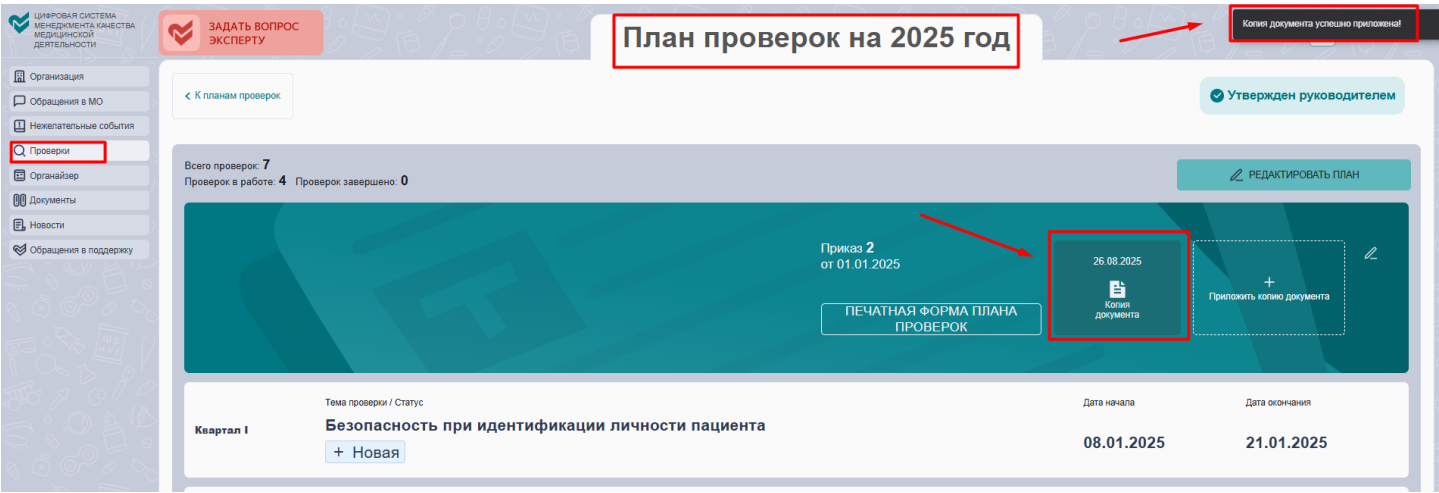 ЦИФРОВАЯ СИСТЕМА
МЕНЕДЖМЕНТА КАЧЕСТВА
МЕДИЦИНСКОЙ
ДЕЯТЕЛЬНОСТИ
ЗАДАТЬ ВОПРОС
ЭКСПЕРТУ
План проверок на 2025 год
Копия документа успешно приложена!
Организация
Обращения в МО
Нежелательные события
Проверки
Органайзер
Документы
Новости
Обращения в поддержку
К планам проверок
Утвержден руководителем
Всего проверок: 7
Проверок в работе: 4 Проверок завершено: 0
РЕДАКТИРОВАТЬ ПЛАН
Приказ 2
от 01.01.2025
ПЕЧАТНАЯ ФОРМА ПЛАНА
ПРОВЕРОК
26.08.2025
Копия
документа
+
Приложить копию документа
Тема проверки / Статус
Дата начала
Дата окончания
Квартал I
Безопасность при идентификации личности пациента
+ Новая
08.01.2025
21.01.2025